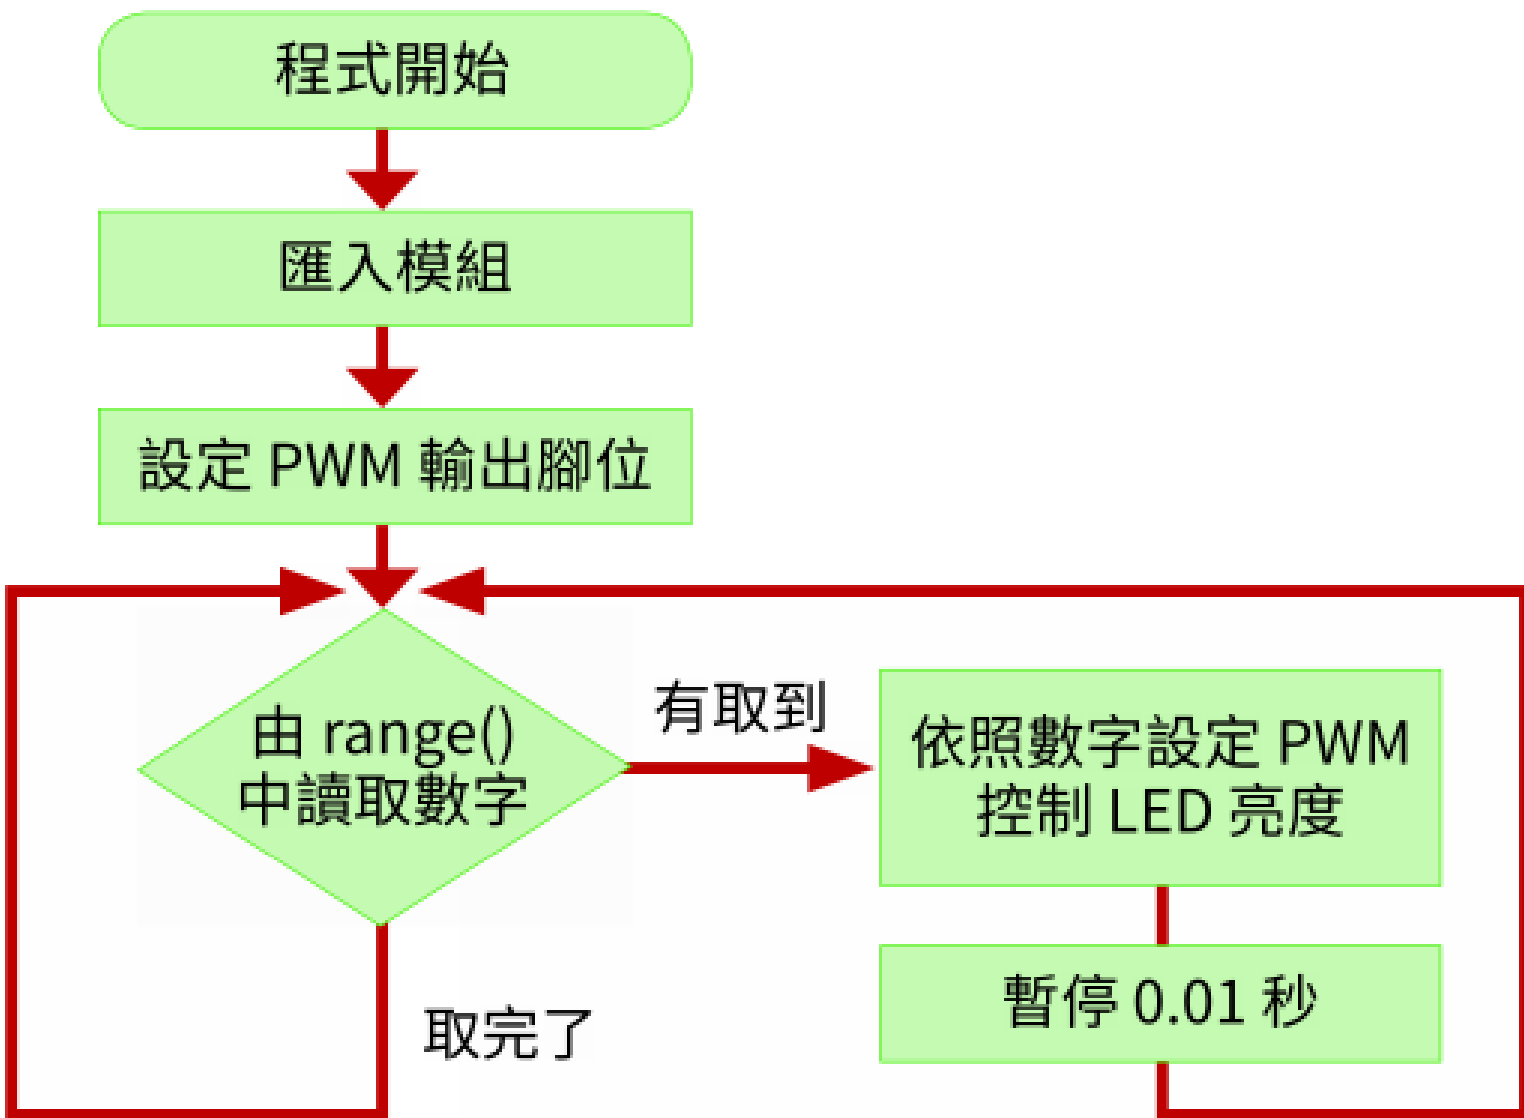 程式開始
匯入模組
設定 PWM 輸出腳位
由 range()
中讀取數字
有取到
依照數字設定 PWM
控制 LED 亮度
暫停 0.01 秒
取完了